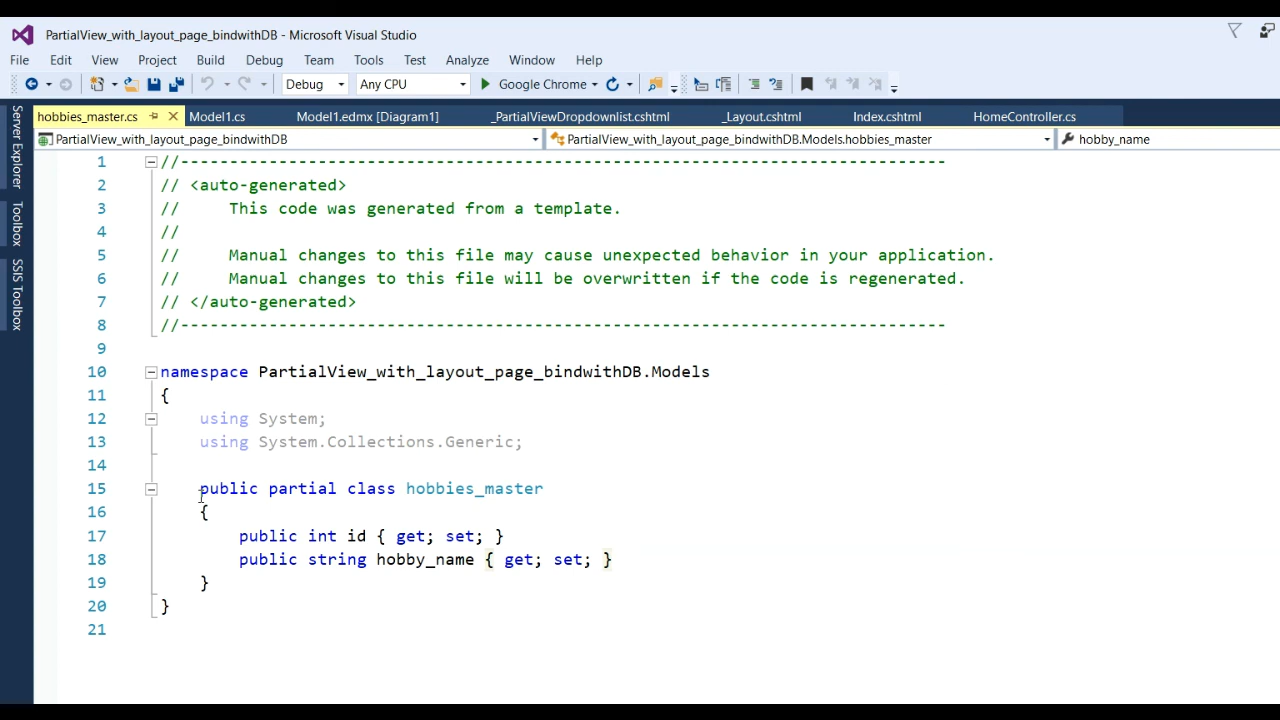 PartialView_with_layout_page_bindwithDB - Microsoft Visual Studio
File Edit View Project Build Debug Team Tools Test Analyze Window Help
Debug Any CPU Google Chrome
hobbies_master.cs Model1.cs Model1.edmx [Diagram1] _PartialViewDropdownlist.cshtml _Layout.cshtml Index.cshtml HomeController.cs
PartialView_with_layout_page_bindwithDB PartialView_with_layout_page_bindwithDB.Models.hobbies_master hobby_name
Server Explorer
Toolbox
SSIS Toolbox
1 //------------------------------------------------------------------------------
2 // <auto-generated>
3 //     This code was generated from a template.
4 //
5 //     Manual changes to this file may cause unexpected behavior in your application.
6 //     Manual changes to this file will be overwritten if the code is regenerated.
7 // </auto-generated>
8 //------------------------------------------------------------------------------
9
10 namespace PartialView_with_layout_page_bindwithDB.Models
11 {
12     using System;
13     using System.Collections.Generic;
14
15     public partial class hobbies_master
16     {
17         public int id { get; set; }
18         public string hobby_name { get; set; }
19     }
20 }
21